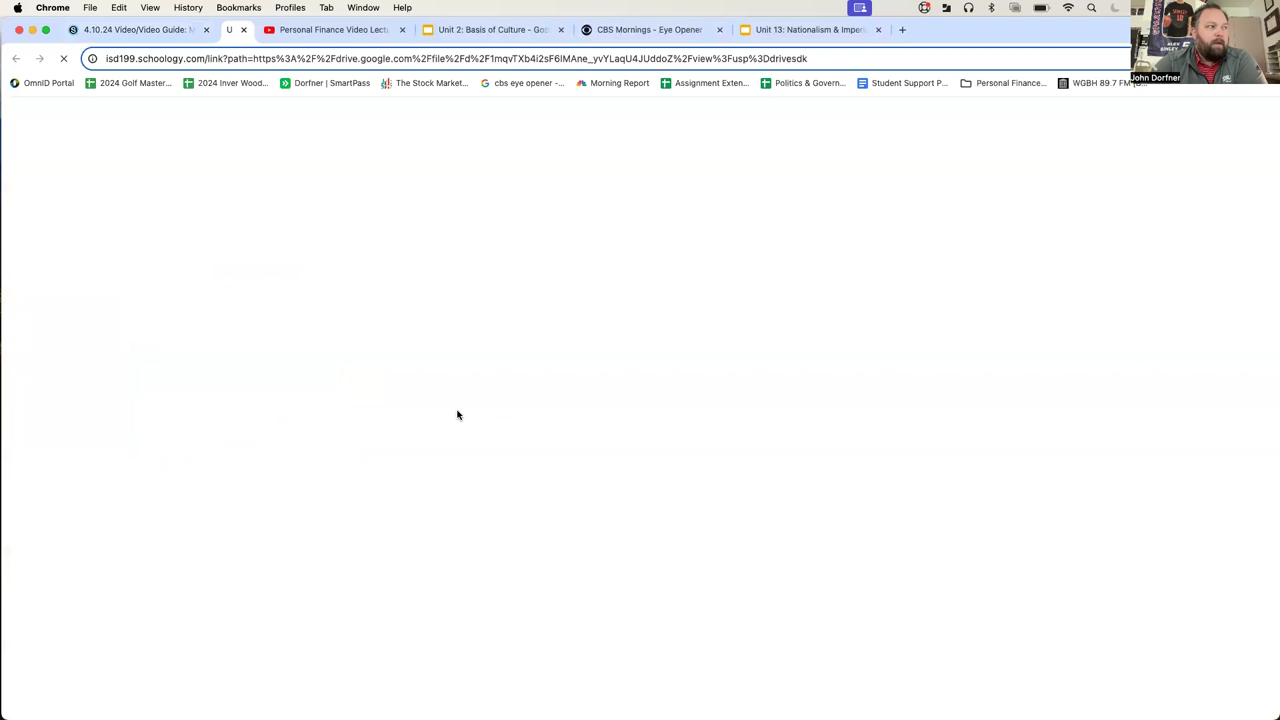 Chrome File Edit View History Bookmarks Profiles Tab Window Help
4.10.24 Video/Video Guide: M
U
Personal Finance Video Lectu
Unit 2: Basis of Culture - Goo
CBS Mornings - Eye Opener
Unit 13: Nationalism & Imperi
isd199.schoology.com/link?path=https%3A%2F%2Fdrive.google.com%2Ffile%2Fd%2F1mqvTXb4i2sF6IMAne_yvYLaqU4JUddoZ%2Fview%3Fusp%3Ddrivesdk
OmnID Portal
2024 Golf Master...
2024 Inver Wood...
Dorfner | SmartPass
The Stock Market...
cbs eye opener -...
Morning Report
Assignment Exten...
Politics & Govern...
Student Support P...
Personal Finance...
WGBH 89.7 FM
John Dorfner